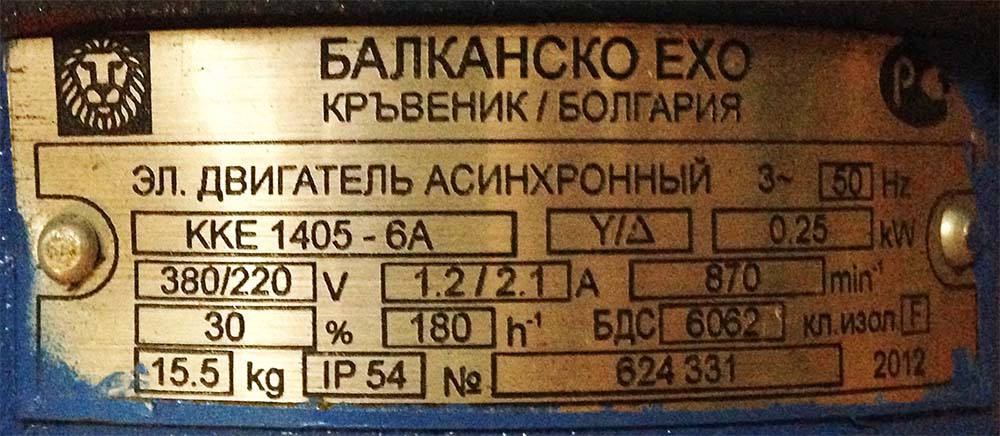 БАЛКАНСКО ЕХО
КРЪВЕНИК / БОЛГАРИЯ
РС
ЭЛ. ДВИГАТЕЛЬ АСИНХРОННЫЙ 3~ 50 Hz
KKE 1405 - 6A Y/Δ 0.25 kW
380/220 V 1.2 / 2.1 A 870 min⁻¹
30 % 180 h⁻¹ БДС 6062 кл.изол F
15.5 kg IP 54 № 624 331 2012